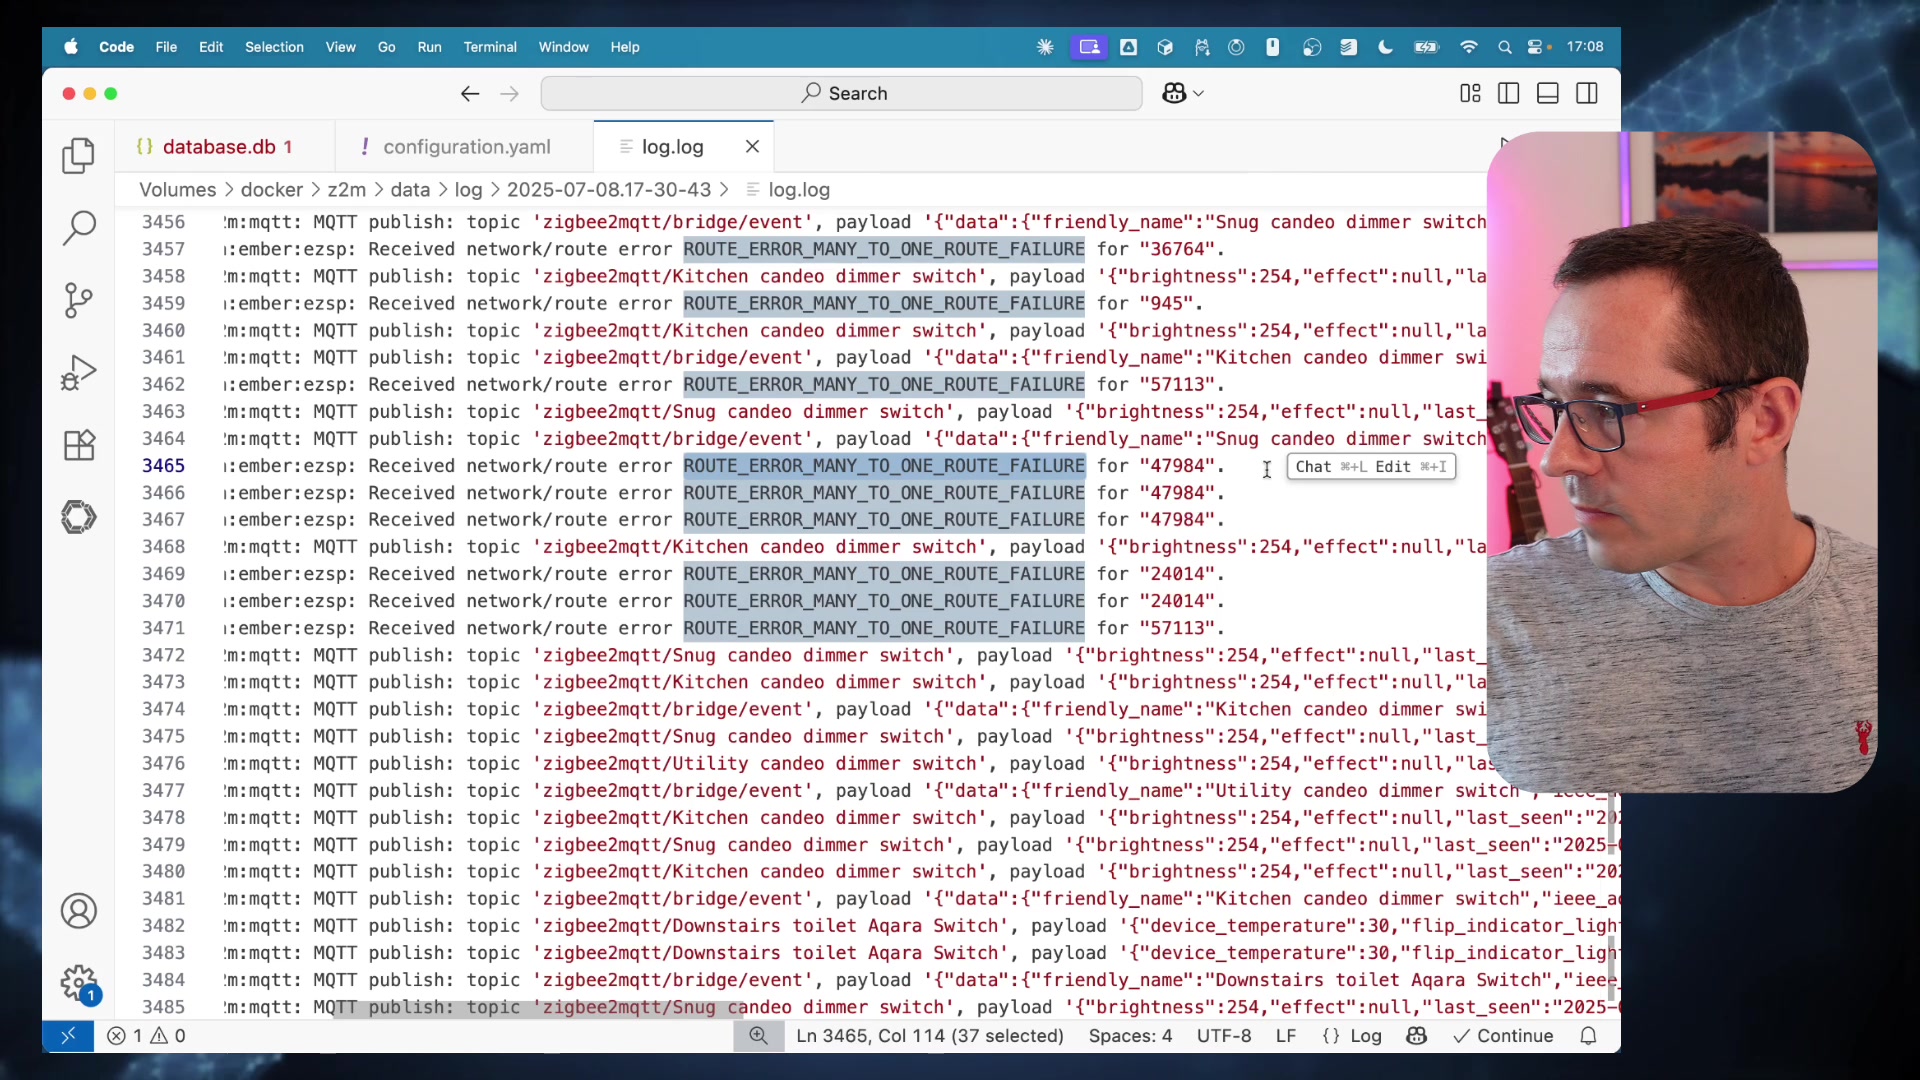 Code File Edit Selection View Go Run Terminal Window Help 17:08
Search
database.db 1 configuration.yaml log.log
Volumes > docker > z2m > data > log > 2025-07-08.17-30-43 > log.log
3456 m:mqtt: MQTT publish: topic 'zigbee2mqtt/bridge/event', payload '{"data":{"friendly_name":"Snug candeo dimmer switch
3457 :ember:ezsp: Received network/route error ROUTE_ERROR_MANY_TO_ONE_ROUTE_FAILURE for "36764".
3458 m:mqtt: MQTT publish: topic 'zigbee2mqtt/Kitchen candeo dimmer switch', payload '{"brightness":254,"effect":null,"la
3459 :ember:ezsp: Received network/route error ROUTE_ERROR_MANY_TO_ONE_ROUTE_FAILURE for "945".
3460 m:mqtt: MQTT publish: topic 'zigbee2mqtt/Kitchen candeo dimmer switch', payload '{"brightness":254,"effect":null,"la
3461 m:mqtt: MQTT publish: topic 'zigbee2mqtt/bridge/event', payload '{"data":{"friendly_name":"Kitchen candeo dimmer swi
3462 :ember:ezsp: Received network/route error ROUTE_ERROR_MANY_TO_ONE_ROUTE_FAILURE for "57113".
3463 m:mqtt: MQTT publish: topic 'zigbee2mqtt/Snug candeo dimmer switch', payload '{"brightness":254,"effect":null,"last_
3464 m:mqtt: MQTT publish: topic 'zigbee2mqtt/bridge/event', payload '{"data":{"friendly_name":"Snug candeo dimmer switch
3465 :ember:ezsp: Received network/route error ROUTE_ERROR_MANY_TO_ONE_ROUTE_FAILURE for "47984". Chat ⌘+L Edit ⌘+I
3466 :ember:ezsp: Received network/route error ROUTE_ERROR_MANY_TO_ONE_ROUTE_FAILURE for "47984".
3467 :ember:ezsp: Received network/route error ROUTE_ERROR_MANY_TO_ONE_ROUTE_FAILURE for "47984".
3468 m:mqtt: MQTT publish: topic 'zigbee2mqtt/Kitchen candeo dimmer switch', payload '{"brightness":254,"effect":null,"la
3469 :ember:ezsp: Received network/route error ROUTE_ERROR_MANY_TO_ONE_ROUTE_FAILURE for "24014".
3470 :ember:ezsp: Received network/route error ROUTE_ERROR_MANY_TO_ONE_ROUTE_FAILURE for "24014".
3471 :ember:ezsp: Received network/route error ROUTE_ERROR_MANY_TO_ONE_ROUTE_FAILURE for "57113".
3472 m:mqtt: MQTT publish: topic 'zigbee2mqtt/Snug candeo dimmer switch', payload '{"brightness":254,"effect":null,"last_
3473 m:mqtt: MQTT publish: topic 'zigbee2mqtt/Kitchen candeo dimmer switch', payload '{"brightness":254,"effect":null,"la
3474 m:mqtt: MQTT publish: topic 'zigbee2mqtt/bridge/event', payload '{"data":{"friendly_name":"Kitchen candeo dimmer swi
3475 m:mqtt: MQTT publish: topic 'zigbee2mqtt/Snug candeo dimmer switch', payload '{"brightness":254,"effect":null,"last_
3476 m:mqtt: MQTT publish: topic 'zigbee2mqtt/Utility candeo dimmer switch', payload '{"brightness":254,"effect":null,"
3477 m:mqtt: MQTT publish: topic 'zigbee2mqtt/bridge/event', payload '{"data":{"friendly_name":"Utility candeo dimmer switch","ieee_
3478 m:mqtt: MQTT publish: topic 'zigbee2mqtt/Kitchen candeo dimmer switch', payload '{"brightness":254,"effect":null,"last_seen":"202
3479 m:mqtt: MQTT publish: topic 'zigbee2mqtt/Snug candeo dimmer switch', payload '{"brightness":254,"effect":null,"last_seen":"2025-
3480 m:mqtt: MQTT publish: topic 'zigbee2mqtt/Kitchen candeo dimmer switch', payload '{"brightness":254,"effect":null,"last_seen":"202
3481 m:mqtt: MQTT publish: topic 'zigbee2mqtt/bridge/event', payload '{"data":{"friendly_name":"Kitchen candeo dimmer switch","ieee_ad
3482 m:mqtt: MQTT publish: topic 'zigbee2mqtt/Downstairs toilet Aqara Switch', payload '{"device_temperature":30,"flip_indicator_ligh
3483 m:mqtt: MQTT publish: topic 'zigbee2mqtt/Downstairs toilet Aqara Switch', payload '{"device_temperature":30,"flip_indicator_ligh
3484 m:mqtt: MQTT publish: topic 'zigbee2mqtt/bridge/event', payload '{"data":{"friendly_name":"Downstairs toilet Aqara Switch","ieee_
3485 m:mqtt: MQTT publish: topic 'zigbee2mqtt/Snug candeo dimmer switch', payload '{"brightness":254,"effect":null,"last_seen":"2025-
1 0 Ln 3465, Col 114 (37 selected) Spaces: 4 UTF-8 LF {} Log Continue
1